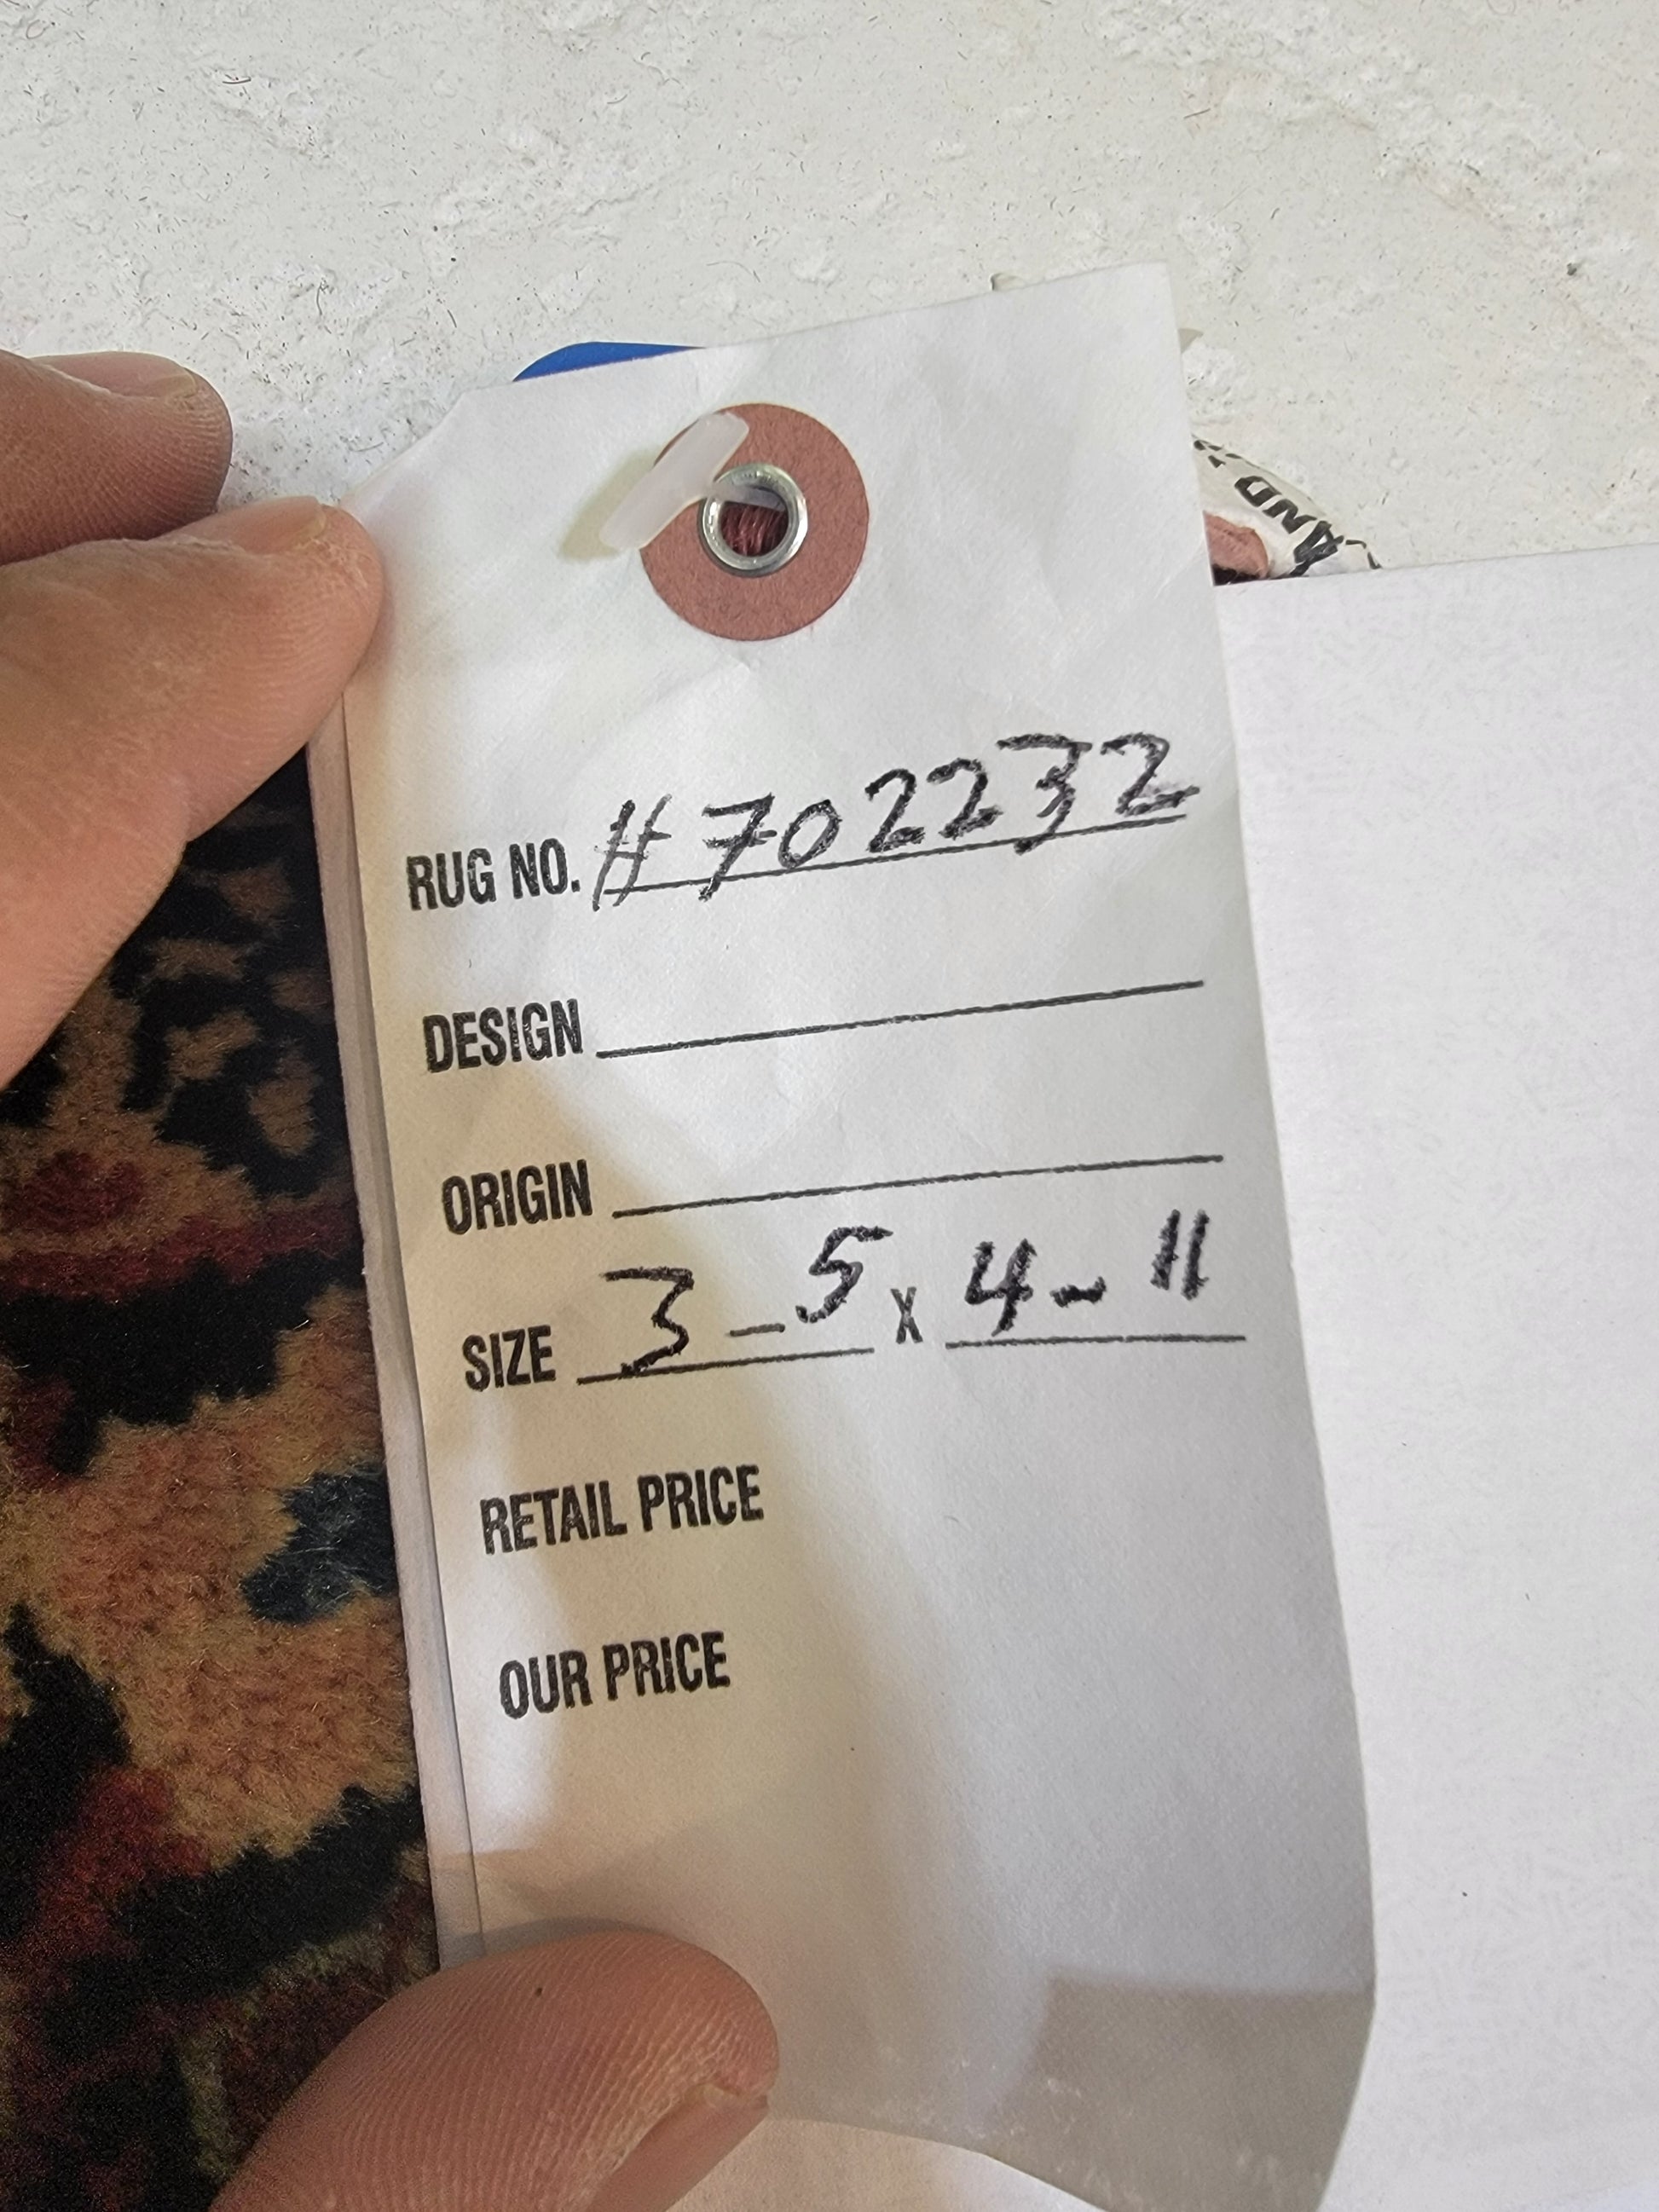 RUG NO. #702232
DESIGN
ORIGIN
SIZE 3-5 X 4-11
RETAIL PRICE
OUR PRICE